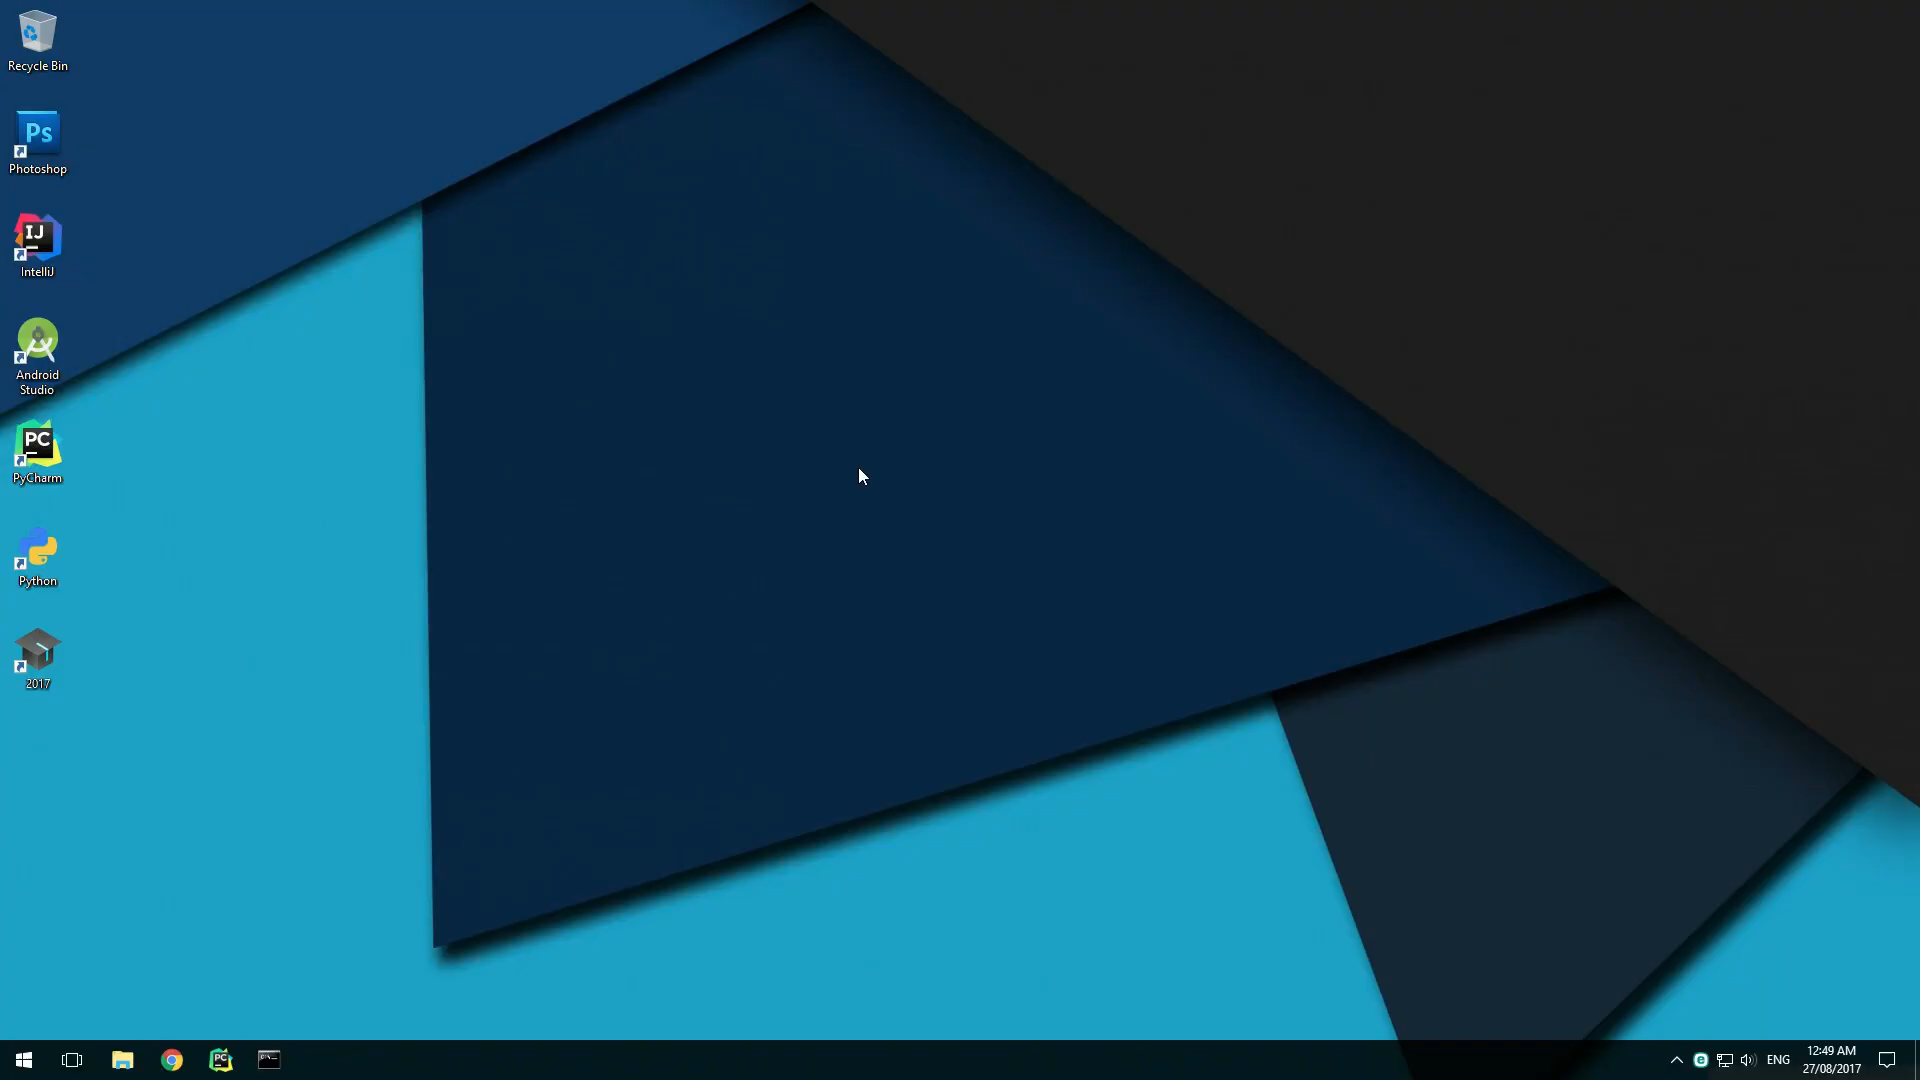 Recycle Bin
Ps
Photoshop
IJ
IntelliJ
Android
Studio
PC
PyCharm
Python
2017
PC
ENG
12:49 AM
27/08/2017